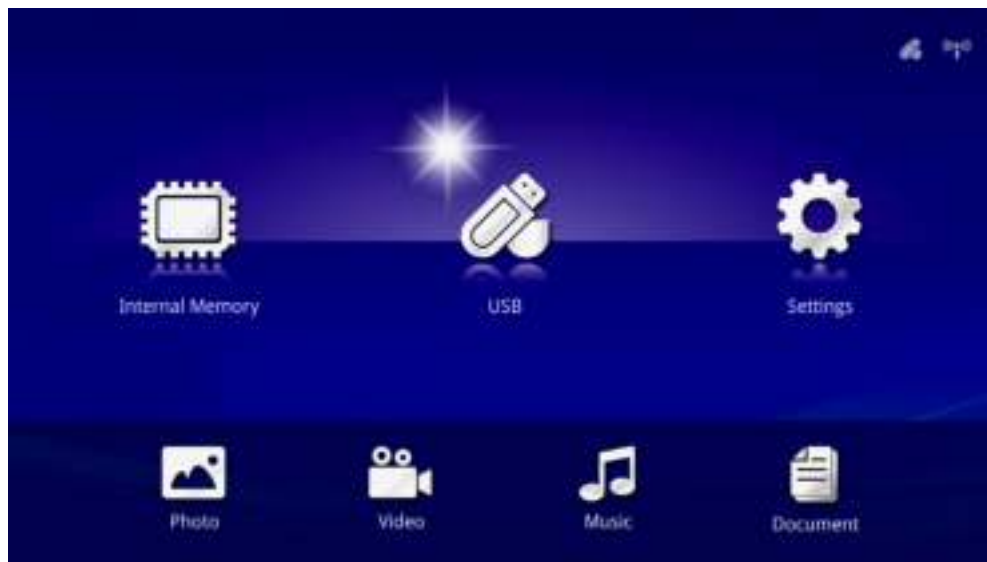 Internal Memory
USB
Settings
Photo
Video
Music
Document